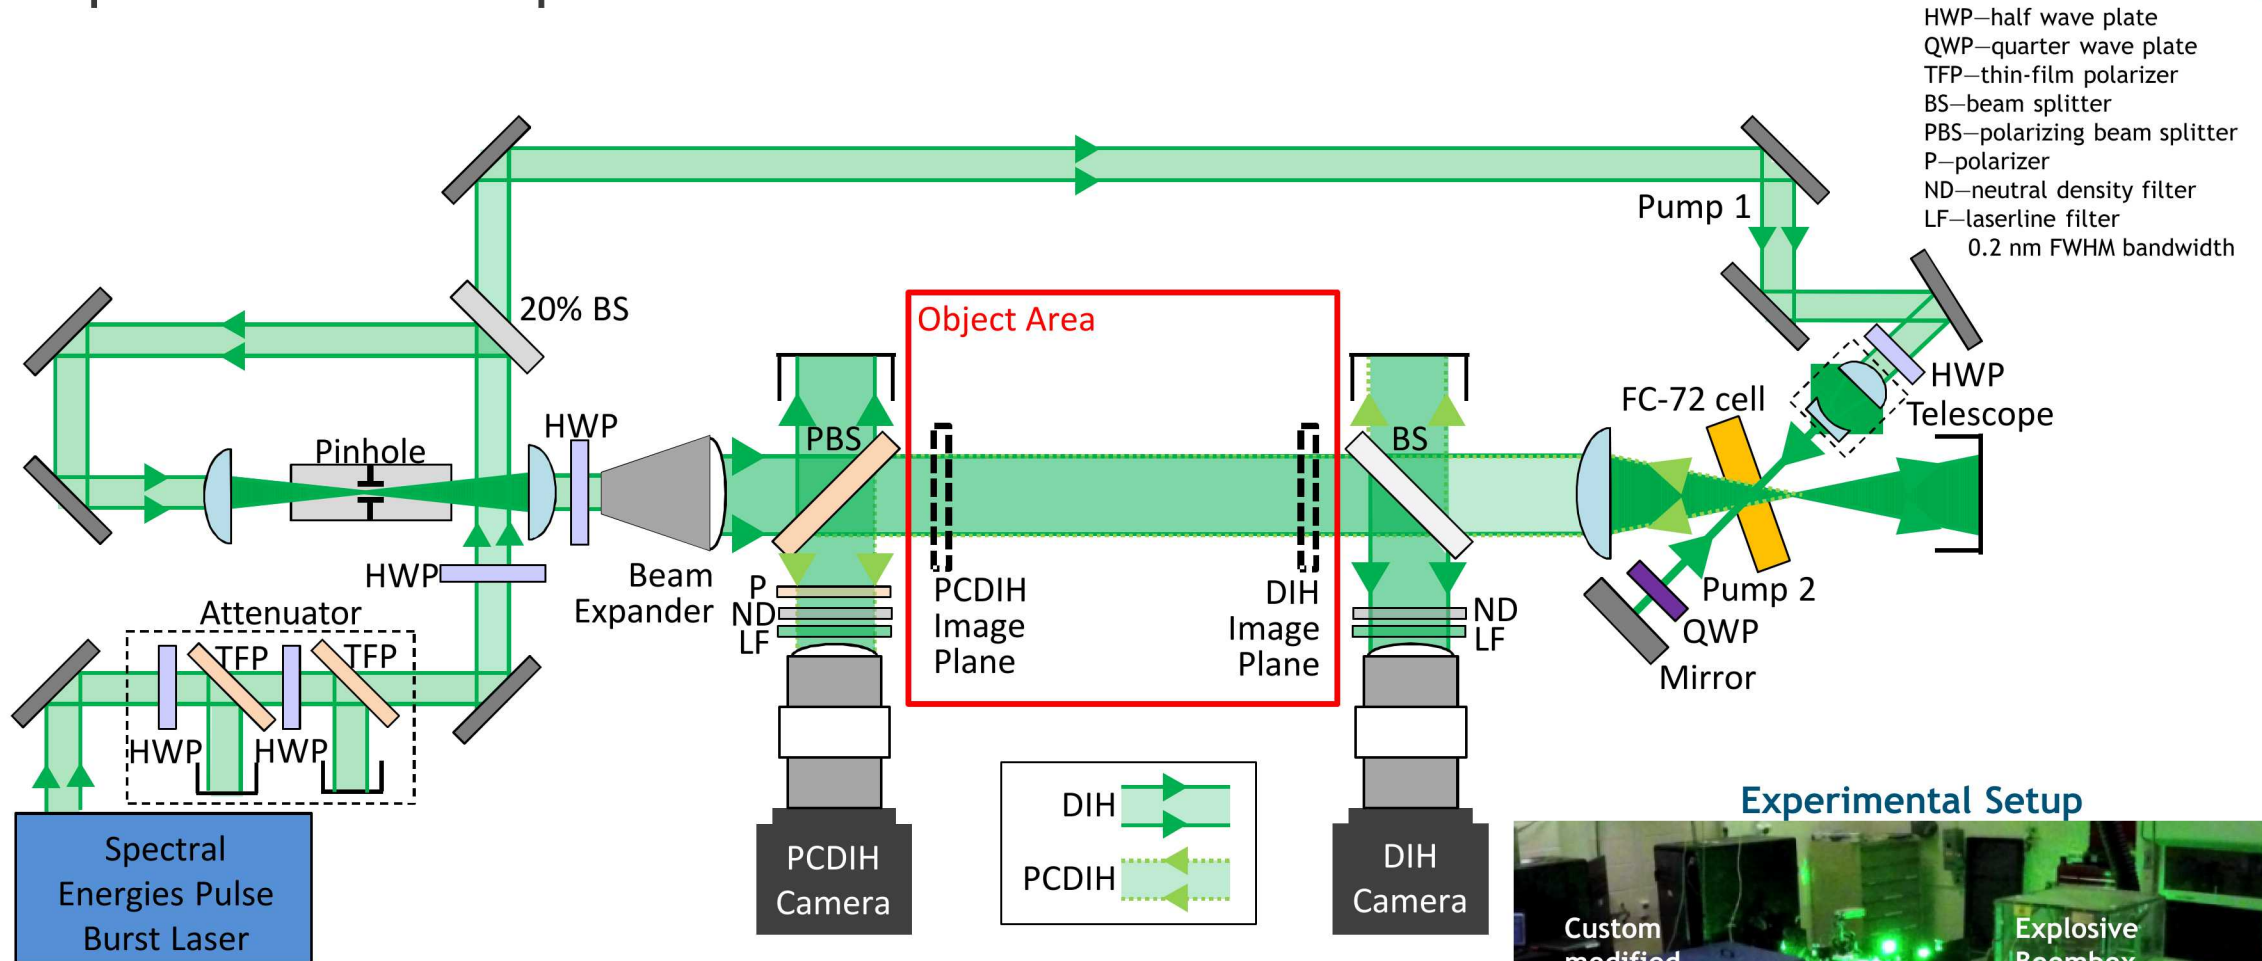 HWP—half wave plate
QWP—quarter wave plate
TFP—thin-film polarizer
BS—beam splitter
PBS—polarizing beam splitter
P—polarizer
ND—neutral density filter
LF—laserline filter
0.2 nm FWHM bandwidth
Pump 1
20% BS
Object Area
HWP
Telescope
FC-72 cell
HWP
Pinhole
PBS
BS
HWP
Beam
Expander
P
ND
LF
PCDIH
Image
Plane
DIH
Image
Plane
ND
LF
Pump 2
QWP
Mirror
Attenuator
TFP
TFP
HWP
HWP
DIH
PCDIH
PCDIH
Camera
DIH
Camera
Spectral
Energies Pulse
Burst Laser
Experimental Setup
Custom
modified
Explosive
Boombox